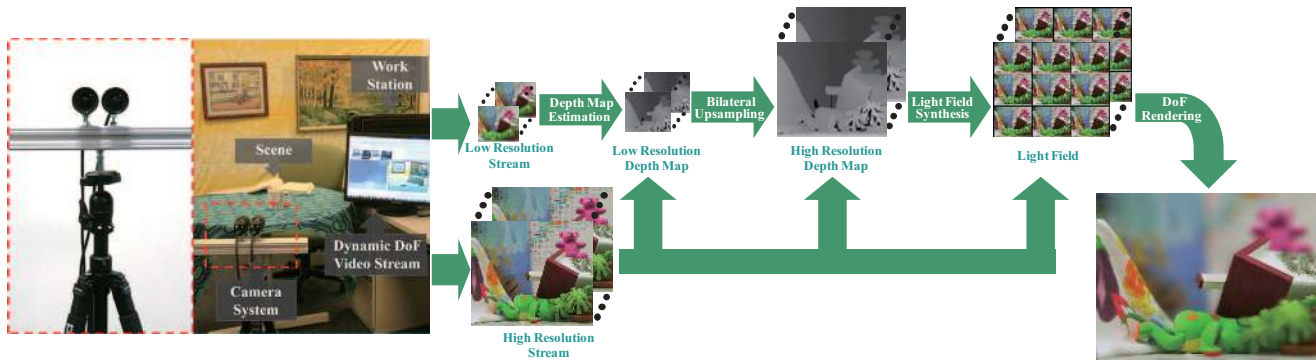 Work
Station
Scene
Dynamic DoF
Video Stream
Camera
System
Low Resolution
Stream
High Resolution
Stream
Depth Map
Estimation
Low Resolution
Depth Map
Bilateral
Upsampling
High Resolution
Depth Map
Light Field
Synthesis
Light Field
DoF
Rendering